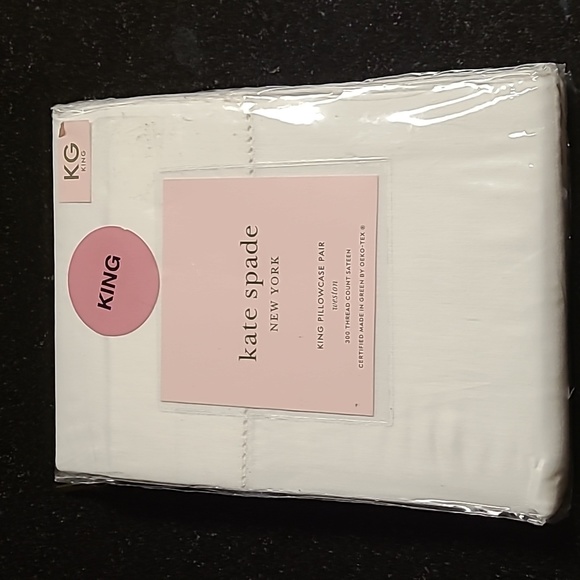 KG
KING
KING
kate spade
NEW YORK
KING PILLOWCASE PAIR
weston
300 THREAD COUNT SATEEN
CERTIFIED MADE IN GREEN BY OEKO-TEX ®